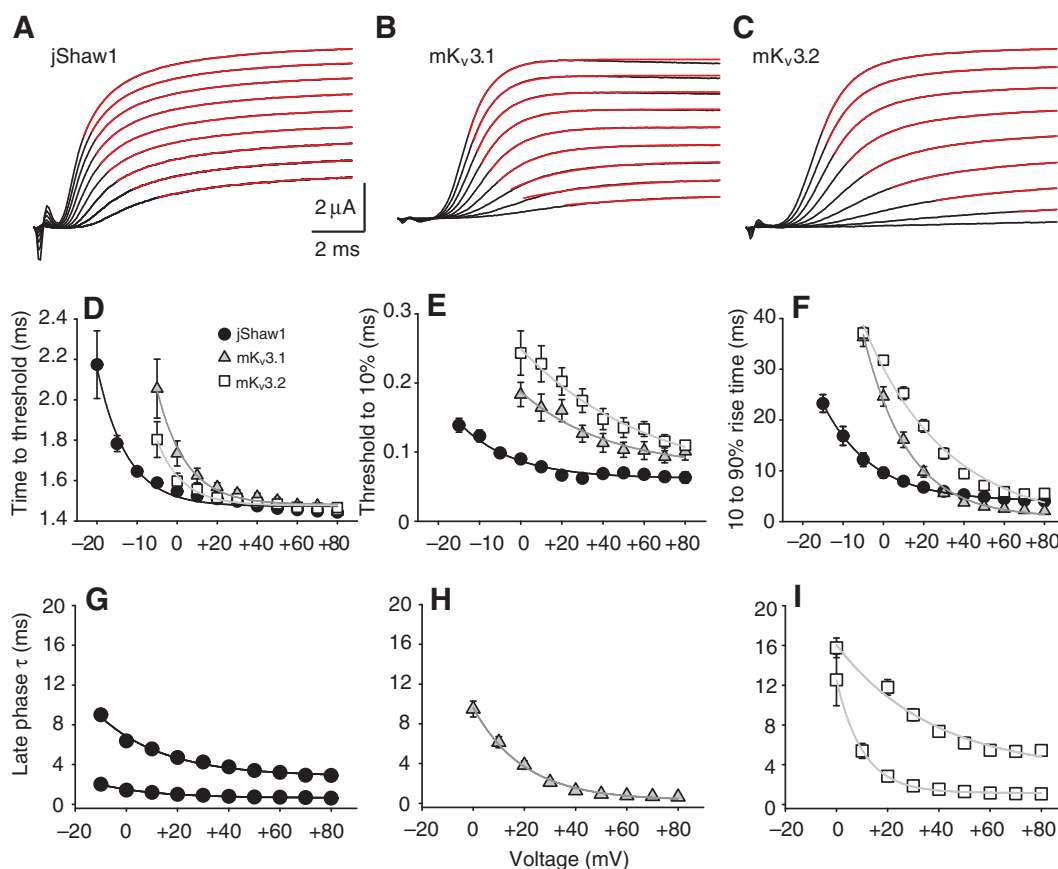 A
jShaw1
B
mKv3.1
C
mKv3.2
2 μA
2 ms
D
Time to threshold (ms)
2.4
2.2
2.0
1.8
1.6
1.4
jShaw1
mKv3.1
mKv3.2
−20 −10 0 +20 +40 +60 +80
E
Threshold to 10% (ms)
0.3
0.2
0.1
0
−20 −10 0 +20 +40 +60 +80
F
10 to 90% rise time (ms)
40
30
20
10
0
−20 −10 0 +20 +40 +60 +80
G
Late phase τ (ms)
20
16
12
8
4
0
−20 0 +20 +40 +60 +80
H
20
16
12
8
4
0
−20 0 +20 +40 +60 +80
Voltage (mV)
I
20
16
12
8
4
0
−20 0 +20 +40 +60 +80